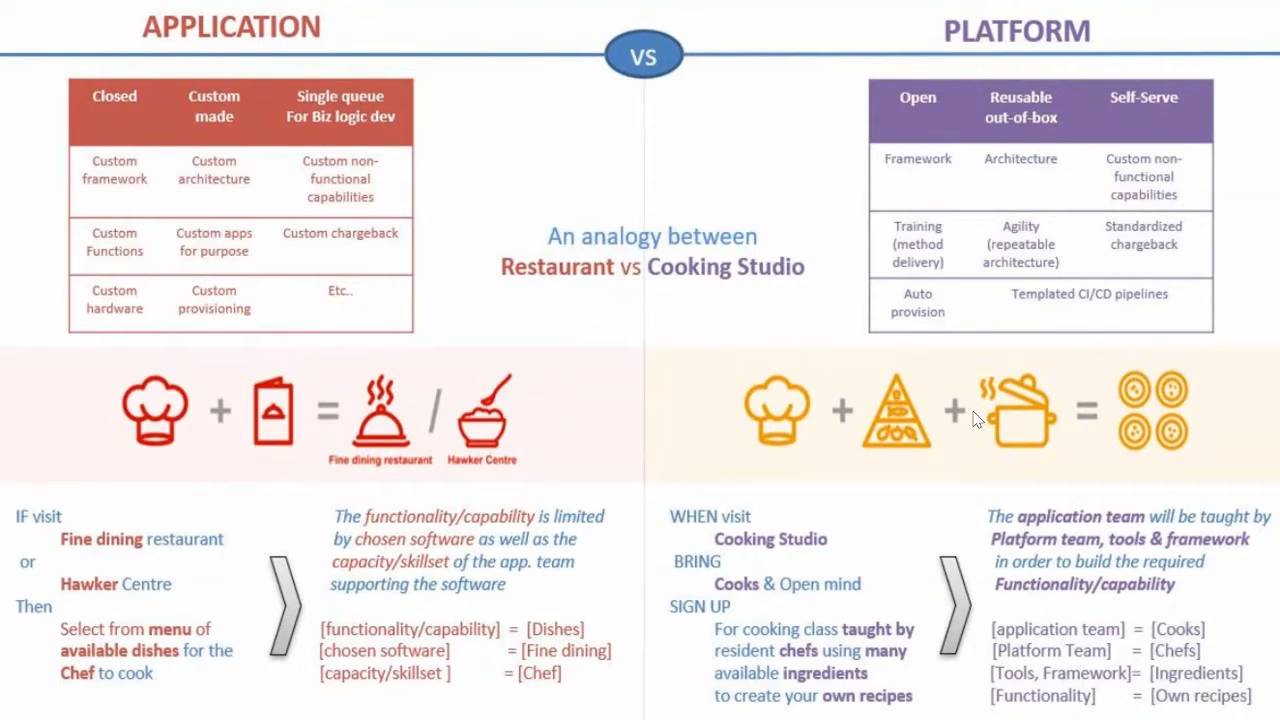 APPLICATION
VS
PLATFORM
Closed
Custom
made
Single queue
For Biz logic dev
Custom
framework
Custom
architecture
Custom non-
functional
capabilities
Custom
Functions
Custom apps
for purpose
Custom chargeback
Custom
hardware
Custom
provisioning
Etc..
An analogy between
Restaurant vs Cooking Studio
Open
Reusable
out-of-box
Self-Serve
Framework
Architecture
Custom non-
functional
capabilities
Training
(method
delivery)
Agility
(repeatable
architecture)
Standardized
chargeback
Auto
provision
Templated CI/CD pipelines
+ = /
Fine dining restaurant
Hawker Centre
+ + =
IF visit
Fine dining restaurant
or
Hawker Centre
Then
Select from menu of
available dishes for the
Chef to cook
The functionality/capability is limited
by chosen software as well as the
capacity/skillset of the app. team
supporting the software
[functionality/capability] = [Dishes]
[chosen software] = [Fine dining]
[capacity/skillset ] = [Chef]
WHEN visit
Cooking Studio
BRING
Cooks & Open mind
SIGN UP
For cooking class taught by
resident chefs using many
available ingredients
to create your own recipes
The application team will be taught by
Platform team, tools & framework
in order to build the required
Functionality/capability
[application team] = [Cooks]
[Platform Team] = [Chefs]
[Tools, Framework]= [Ingredients]
[Functionality] = [Own recipes]